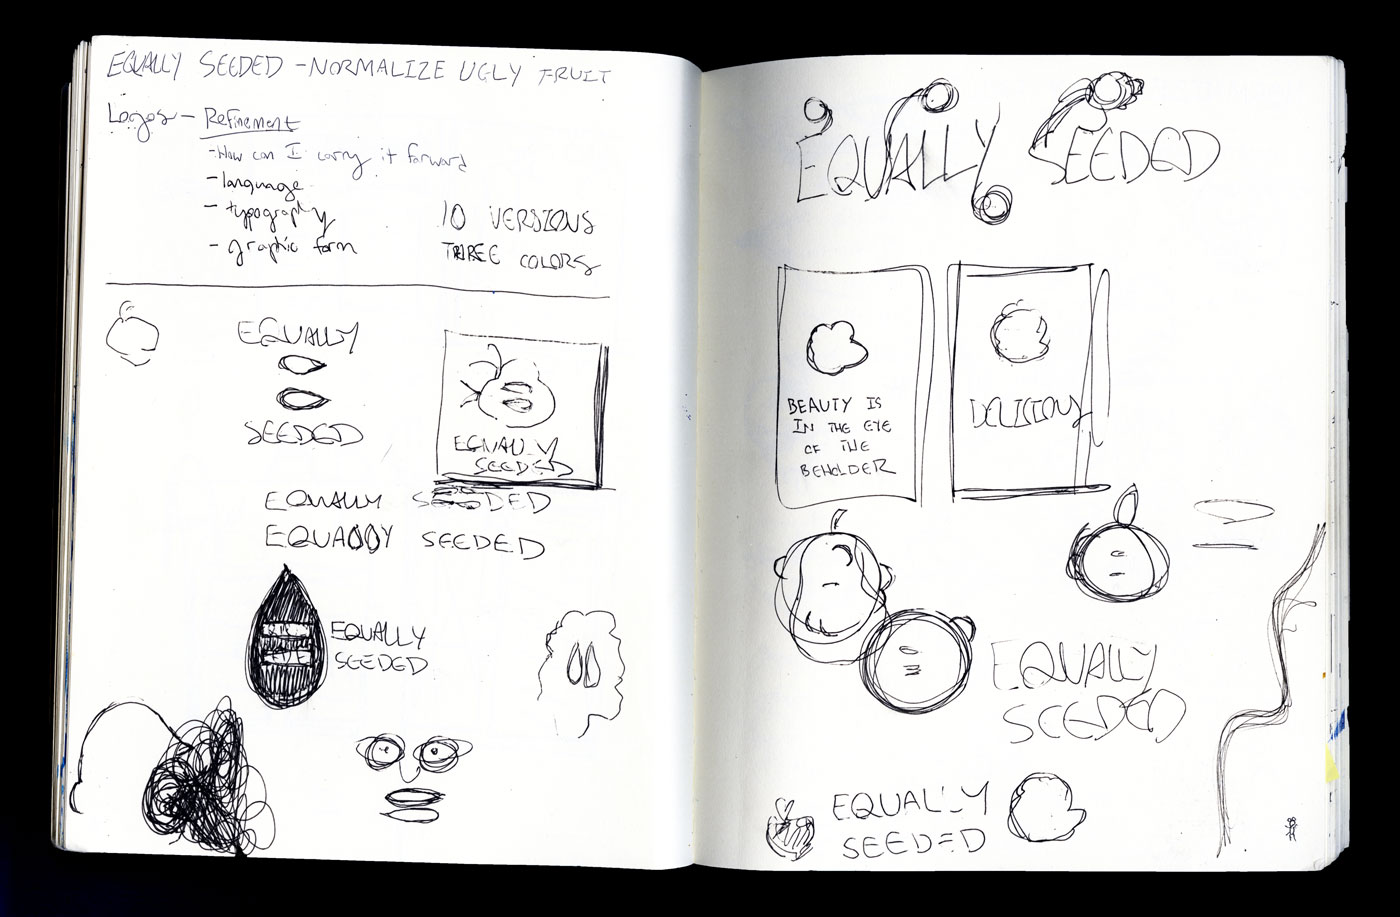 EQUALLY SEEDED - NORMALIZE UGLY FRUIT
Logos - Refinement
- How can I carry it forward
- language
- typography
- graphic form
10 VERSIONS
THREE COLORS
EQUALLY
SEEDED
EQUALLY
SEEDED
EQUALLY SEEDED
EQUALLY SEEDED
EQUALLY
SEEDED
EQUALLY SEEDED
BEAUTY IS
IN THE EYE
OF THE
BEHOLDER
DELICIOUS
EQUALLY
SEEDED
EQUALLY
SEEDED